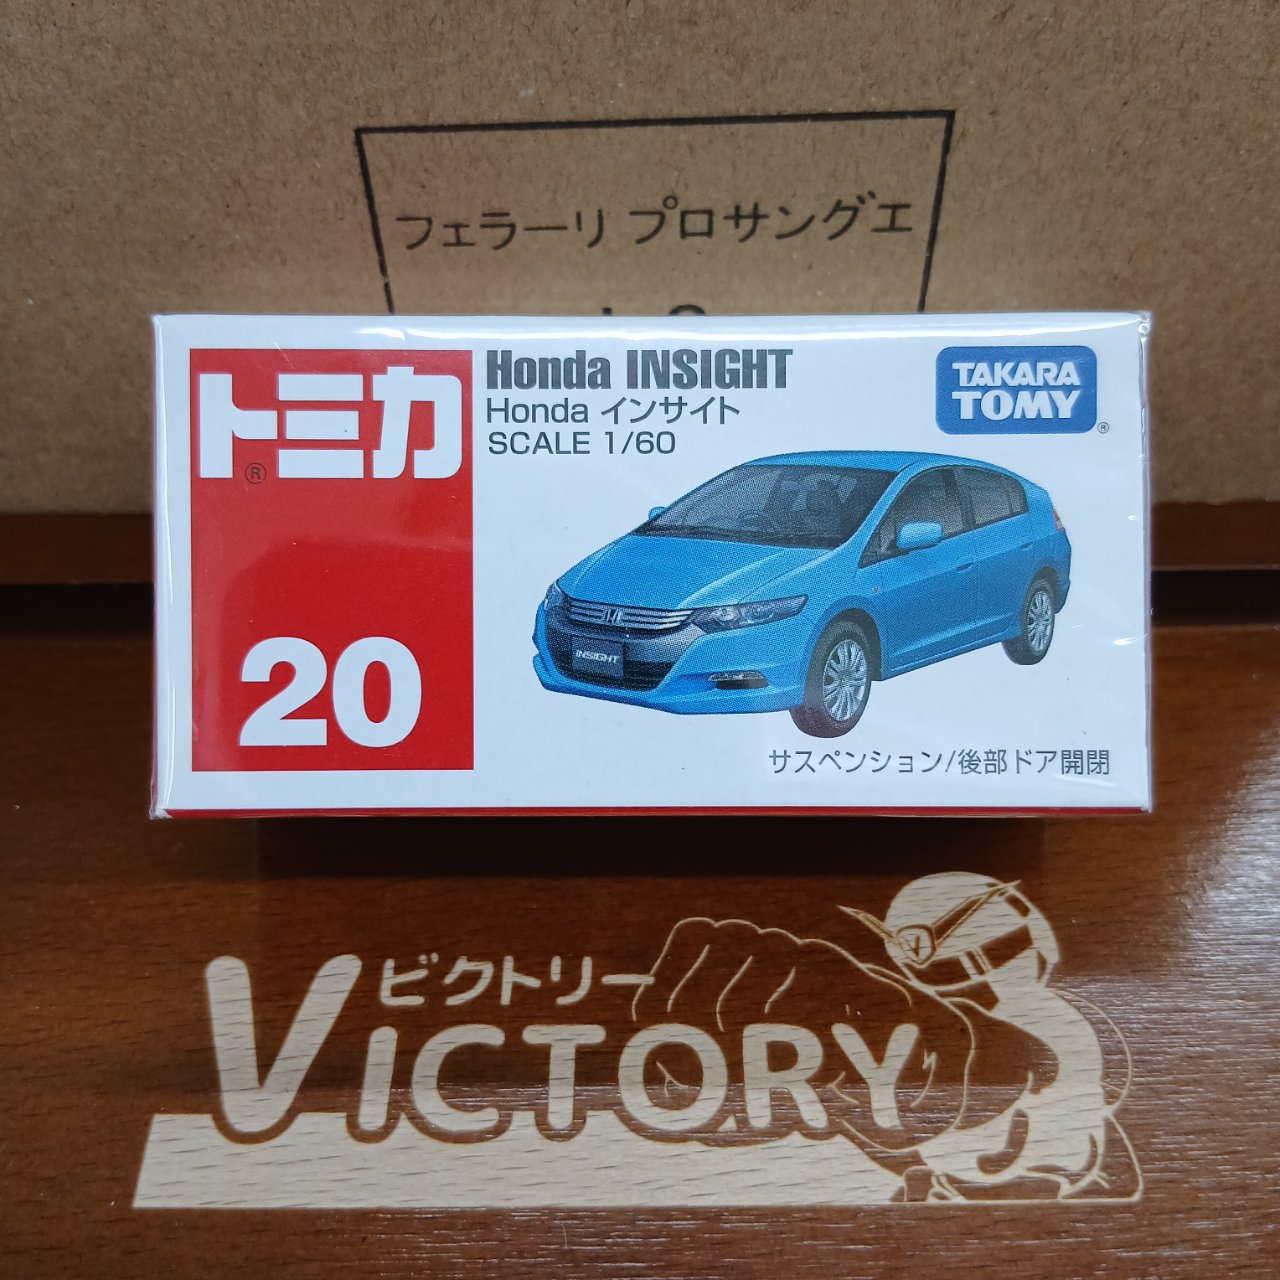 フェラーリ プロサングエ
トミカ
®
20
Honda INSIGHT
Honda インサイト
SCALE 1/60
TAKARA
TOMY
®
INSIGHT
サスペンション/後部ドア開閉
ビクトリー
VICTORY